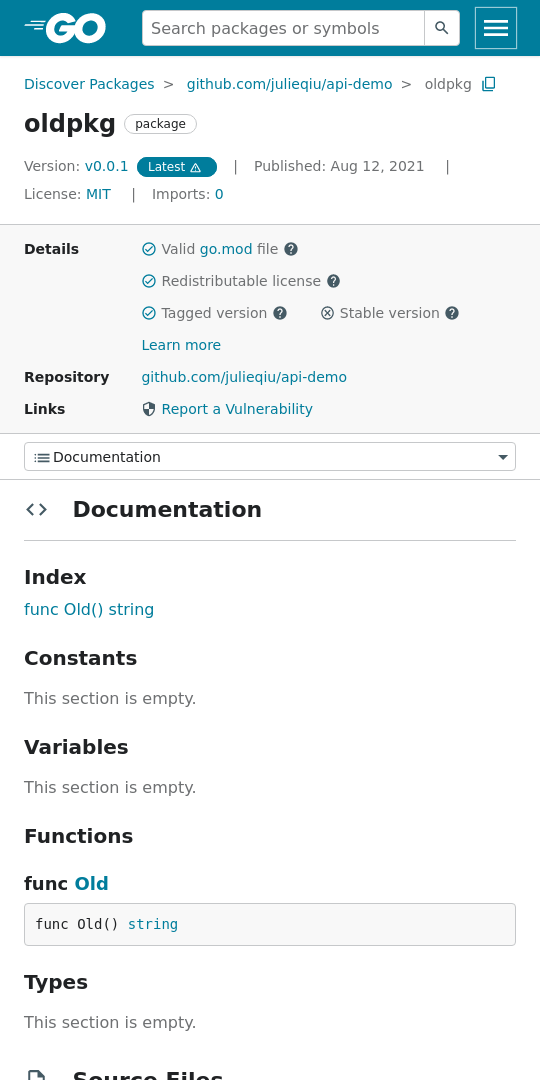 GO
Search packages or symbols
Discover Packages > github.com/julieqiu/api-demo > oldpkg
oldpkg package
Version: v0.0.1 Latest | Published: Aug 12, 2021 |
License: MIT | Imports: 0
Details
Valid go.mod file
Redistributable license
Tagged version Stable version
Learn more
Repository github.com/julieqiu/api-demo
Links Report a Vulnerability
Documentation
Documentation
Index
func Old() string
Constants
This section is empty.
Variables
This section is empty.
Functions
func Old
func Old() string
Types
This section is empty.
Source Files